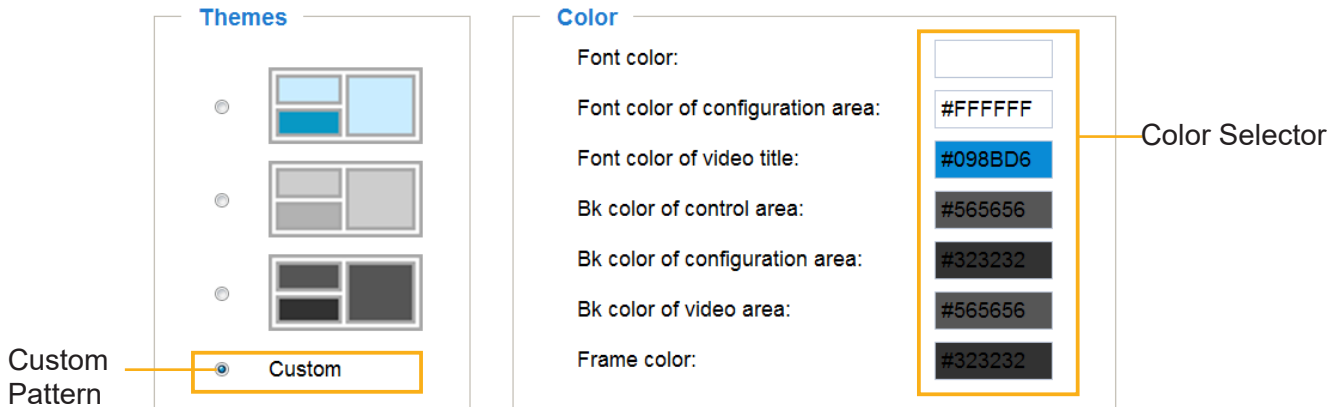 Themes
Color
Font color:
Font color of configuration area: #FFFFFF
Font color of video title: #098BD6
Bk color of control area: #565656
Bk color of configuration area: #323232
Bk color of video area: #565656
Frame color: #323232
Color Selector
Custom
Custom
Pattern